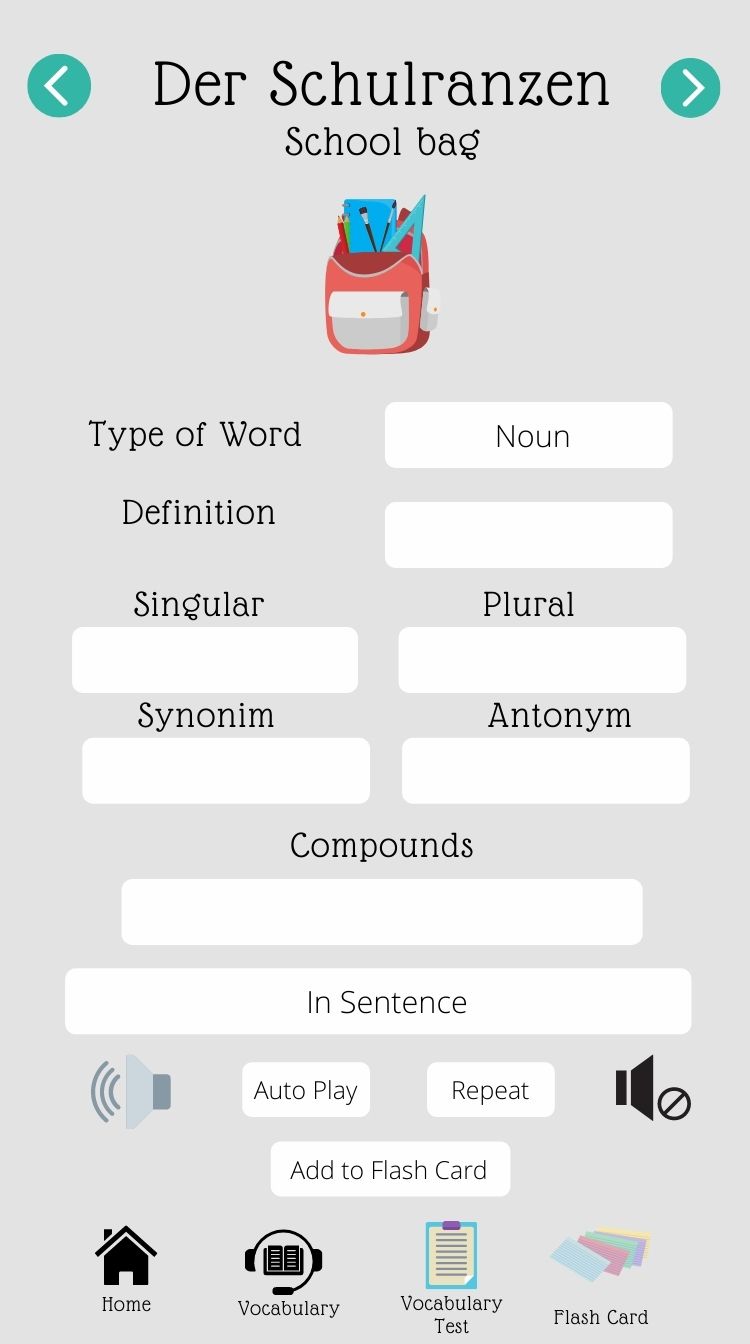 Der Schulranzen
School bag
Type of Word
Noun
Definition
Singular
Plural
Synonim
Antonym
Compounds
In Sentence
Auto Play
Repeat
Add to Flash Card
Home
Vocabulary
Vocabulary
Test
Flash Card